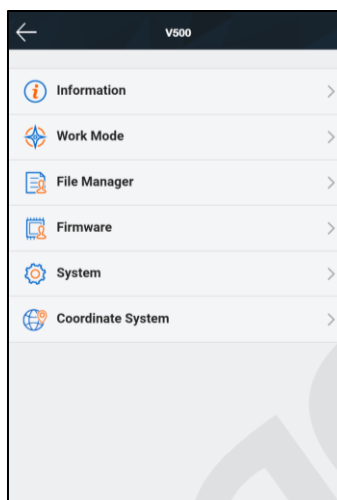 V500
Information
Work Mode
File Manager
Firmware
System
Coordinate System